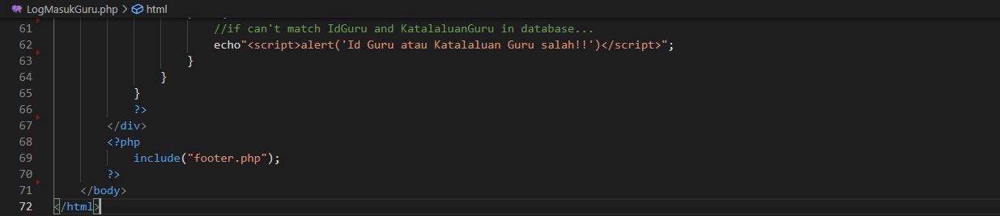 LogMasukGuru.php > html
61 //if can't match IdGuru and KatalaluanGuru in database...
62 echo"<script>alert('Id Guru atau Katalaluan Guru salah!!')</script>";
63 }
64 }
65 }
66 ?>
67 </div>
68 <?php
69 include("footer.php");
70 ?>
71 </body>
72 </html>